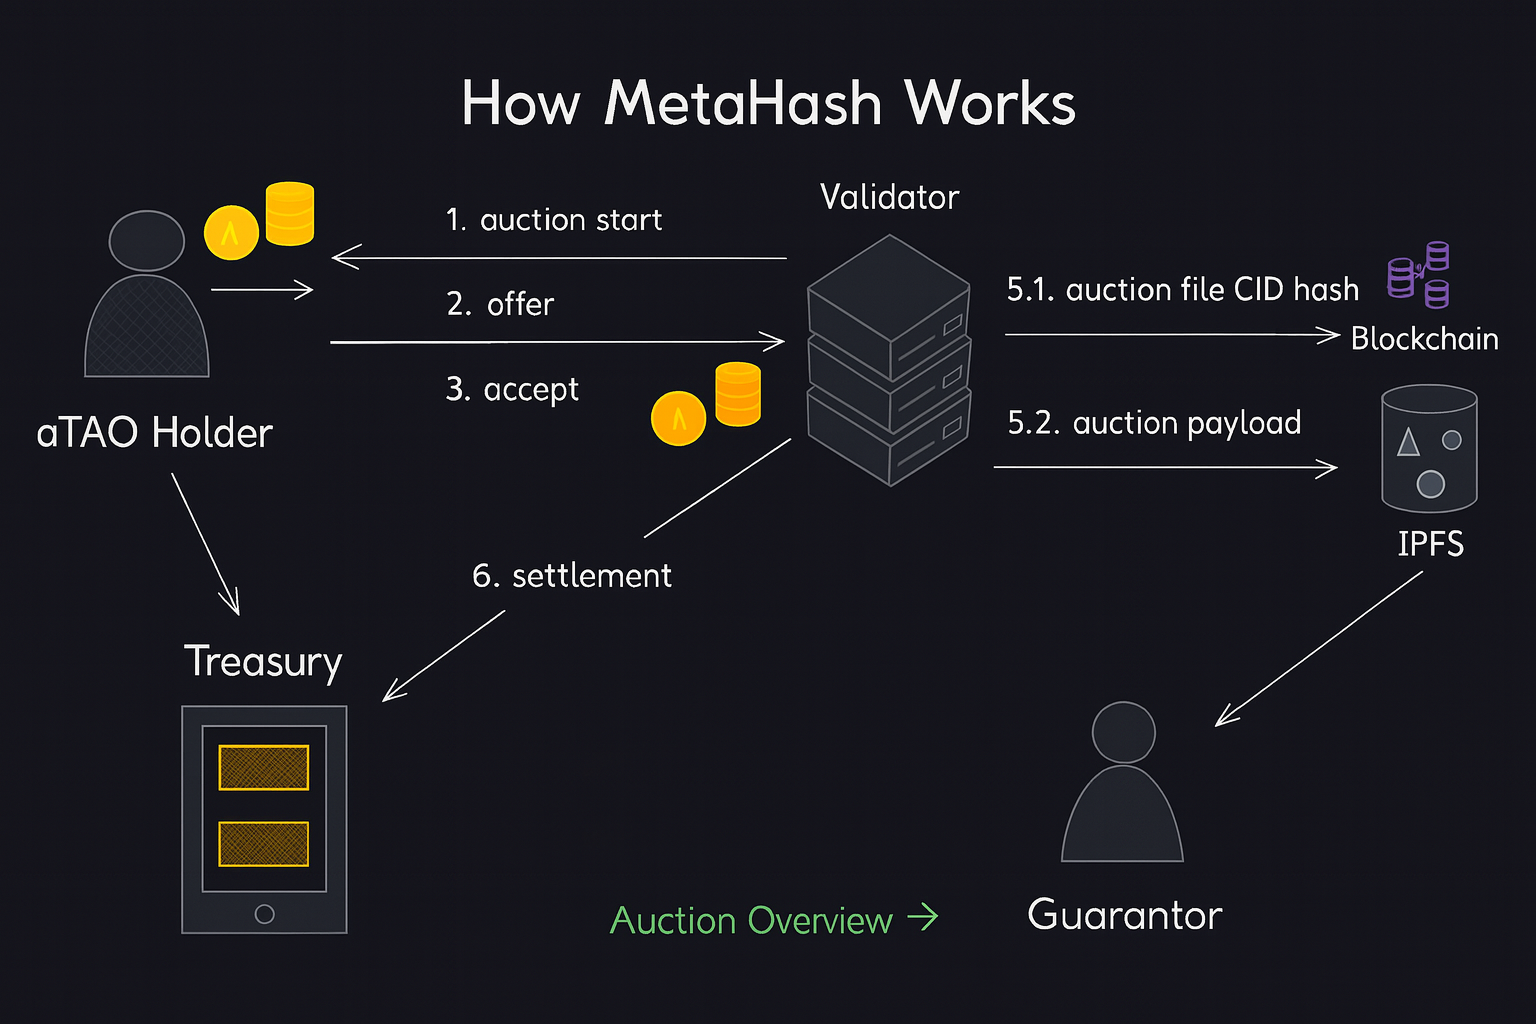 How MetaHash Works
Validator
1. auction start
2. offer
3. accept
aTAO Holder
5.1. auction file CID hash
Blockchain
5.2. auction payload
IPFS
6. settlement
Treasury
Auction Overview →
Guarantor